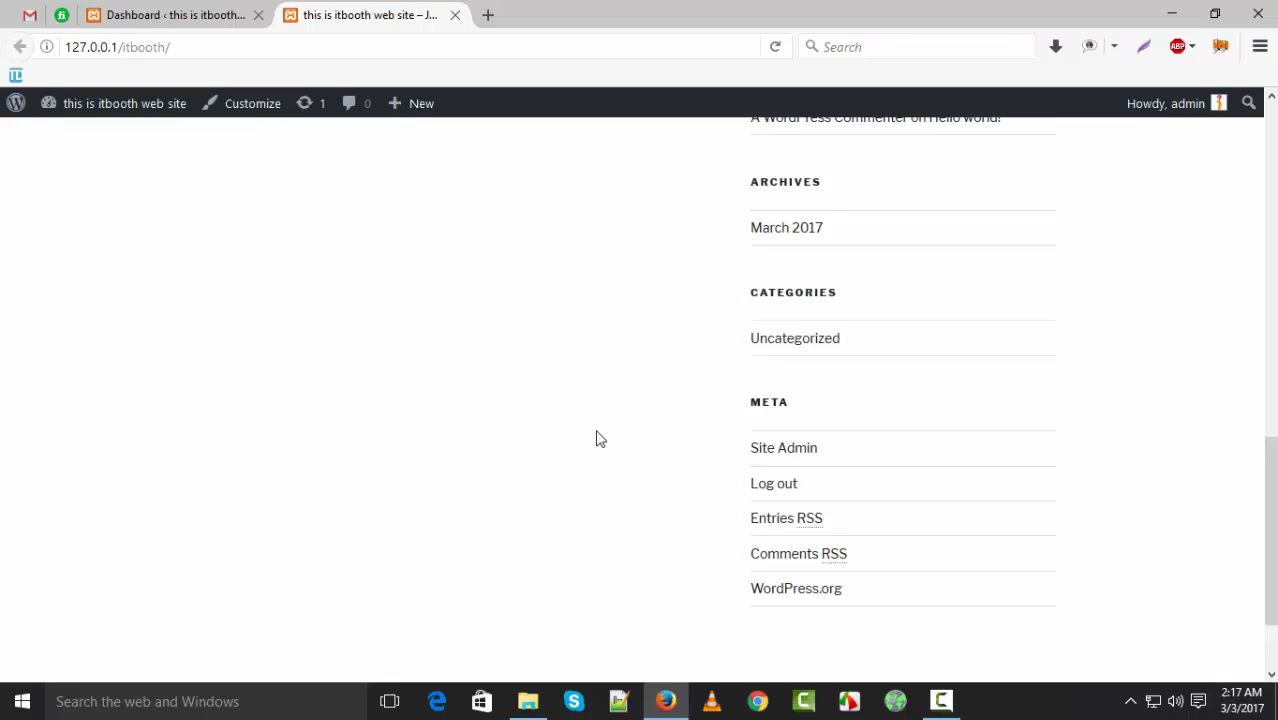 Dashboard ‹ this is itbooth...
this is itbooth web site – J...
127.0.0.1/itbooth/
Search
ABP
TD
this is itbooth web site
Customize
1
0
New
Howdy, admin
A WordPress Commenter on Hello world!
ARCHIVES
March 2017
CATEGORIES
Uncategorized
META
Site Admin
Log out
Entries RSS
Comments RSS
WordPress.org
Search the web and Windows
2:17 AM
3/3/2017